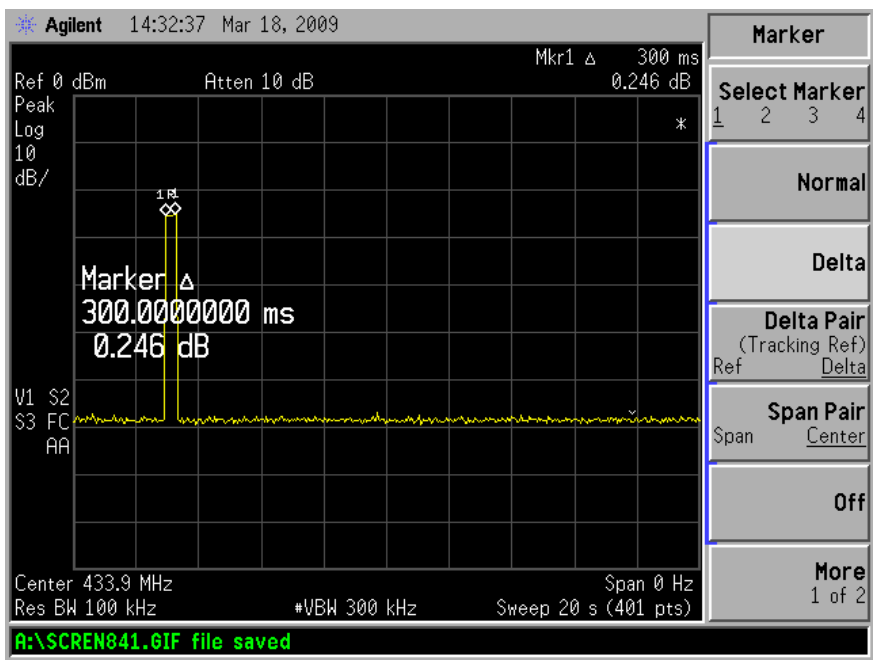 Agilent 14:32:37 Mar 18, 2009
Mkr1 Δ 300 ms
Ref 0 dBm Atten 10 dB 0.246 dB
Peak
Log
10
dB/
*
1R 1
Marker Δ
300.0000000 ms
0.246 dB
V1 S2
S3 FC
AA
Center 433.9 MHz Span 0 Hz
Res BW 100 kHz #VBW 300 kHz Sweep 20 s (401 pts)
A:\SCREN841.GIF file saved
Marker
Select Marker
1 2 3 4
Normal
Delta
Delta Pair
(Tracking Ref)
Ref Delta
Span Pair
Span Center
Off
More
1 of 2